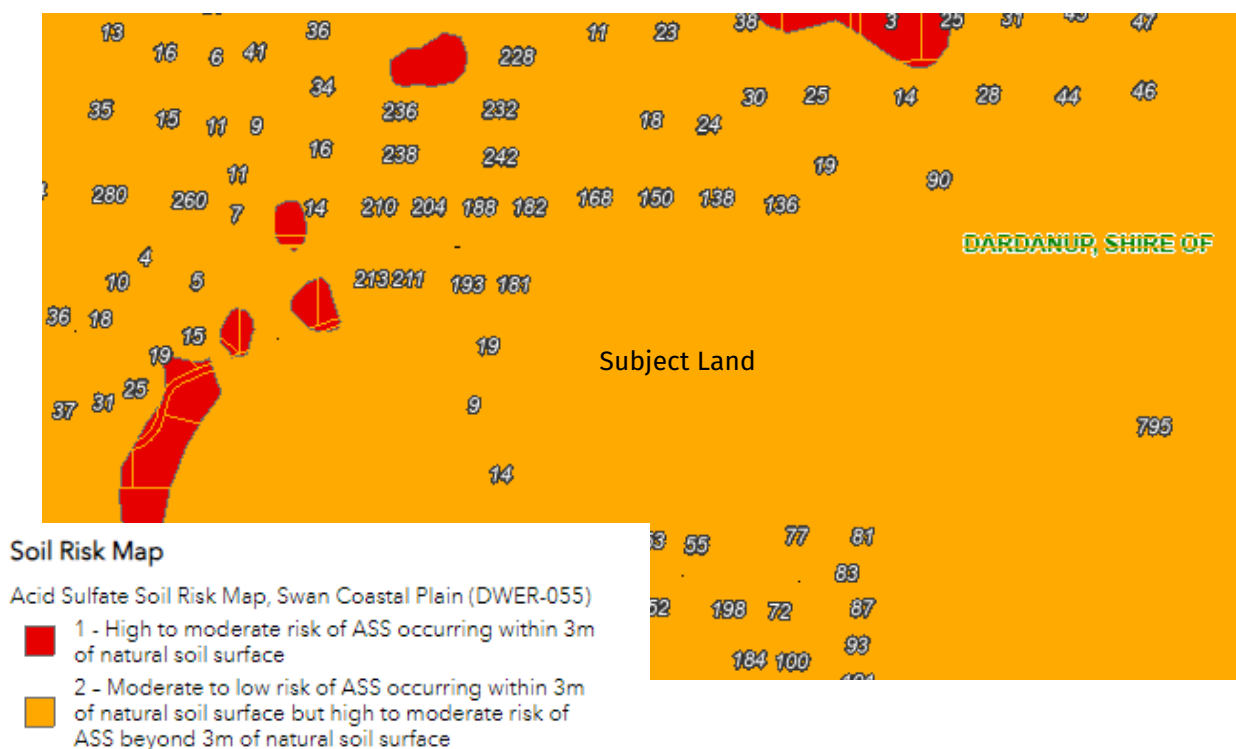 13 36 11 23 38 3 25 31 43 47
16 6 41 228
34
35 15 11 9 236 232 18 24 30 25 14 28 44 46
16 238 242 19
11 90
280 260 7 14 210 204 188 182 168 150 138 136
DARDANUP, SHIRE OF
4
10 5 213 211 193 181
36 18
15 19
19 Subject Land
25
37 31 9
795
14
53 55 77 81
83
52 198 72 87
93
184 100
Soil Risk Map
Acid Sulfate Soil Risk Map, Swan Coastal Plain (DWER-055)
1 - High to moderate risk of ASS occurring within 3m
of natural soil surface
2 - Moderate to low risk of ASS occurring within 3m
of natural soil surface but high to moderate risk of
ASS beyond 3m of natural soil surface